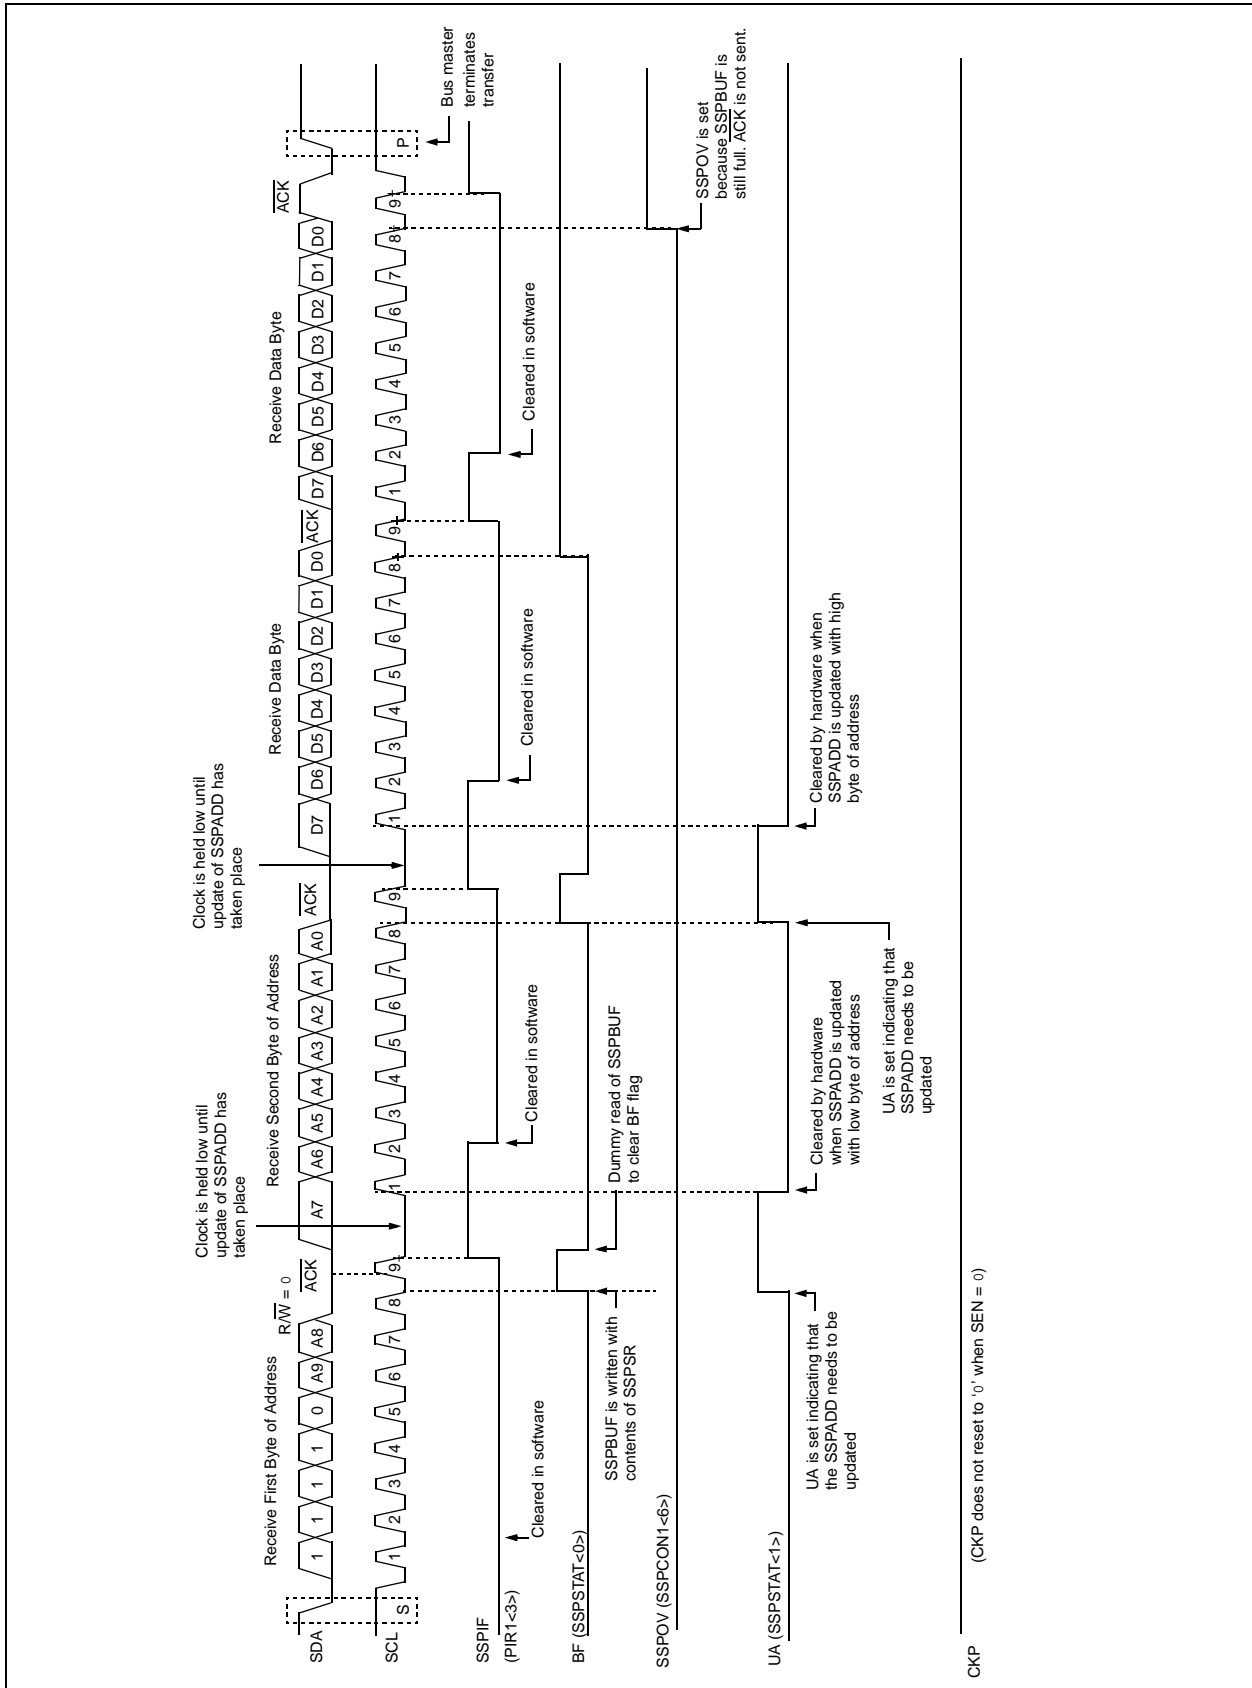 Receive First Byte of Address
R/W = 0
Receive Second Byte of Address
Clock is held low until
update of SSPADD has
taken place
Clock is held low until
update of SSPADD has
taken place
Receive Data Byte
Receive Data Byte
SDA
1 1 1 1 0 A9 A8 ACK A7 A6 A5 A4 A3 A2 A1 A0 ACK D7 D6 D5 D4 D3 D2 D1 D0 ACK D7 D6 D5 D4 D3 D2 D1 D0 ACK
SCL
S 1 2 3 4 5 6 7 8 9 1 2 3 4 5 6 7 8 9 1 2 3 4 5 6 7 8 9 1 2 3 4 5 6 7 8 9 P
Bus master
terminates
transfer
SSPIF
(PIR1<3>)
Cleared in software
Cleared in software
Cleared in software
Cleared in software
BF (SSPSTAT<0>)
SSPBUF is written with
contents of SSPSR
Dummy read of SSPBUF
to clear BF flag
SSPOV (SSPCON1<6>)
SSPOV is set
because SSPBUF is
still full. ACK is not sent.
UA (SSPSTAT<1>)
UA is set indicating that
the SSPADD needs to be
updated
Cleared by hardware
when SSPADD is updated
with low byte of address
UA is set indicating that
SSPADD needs to be
updated
Cleared by hardware when
SSPADD is updated with high
byte of address
CKP
(CKP does not reset to ‘0’ when SEN = 0)